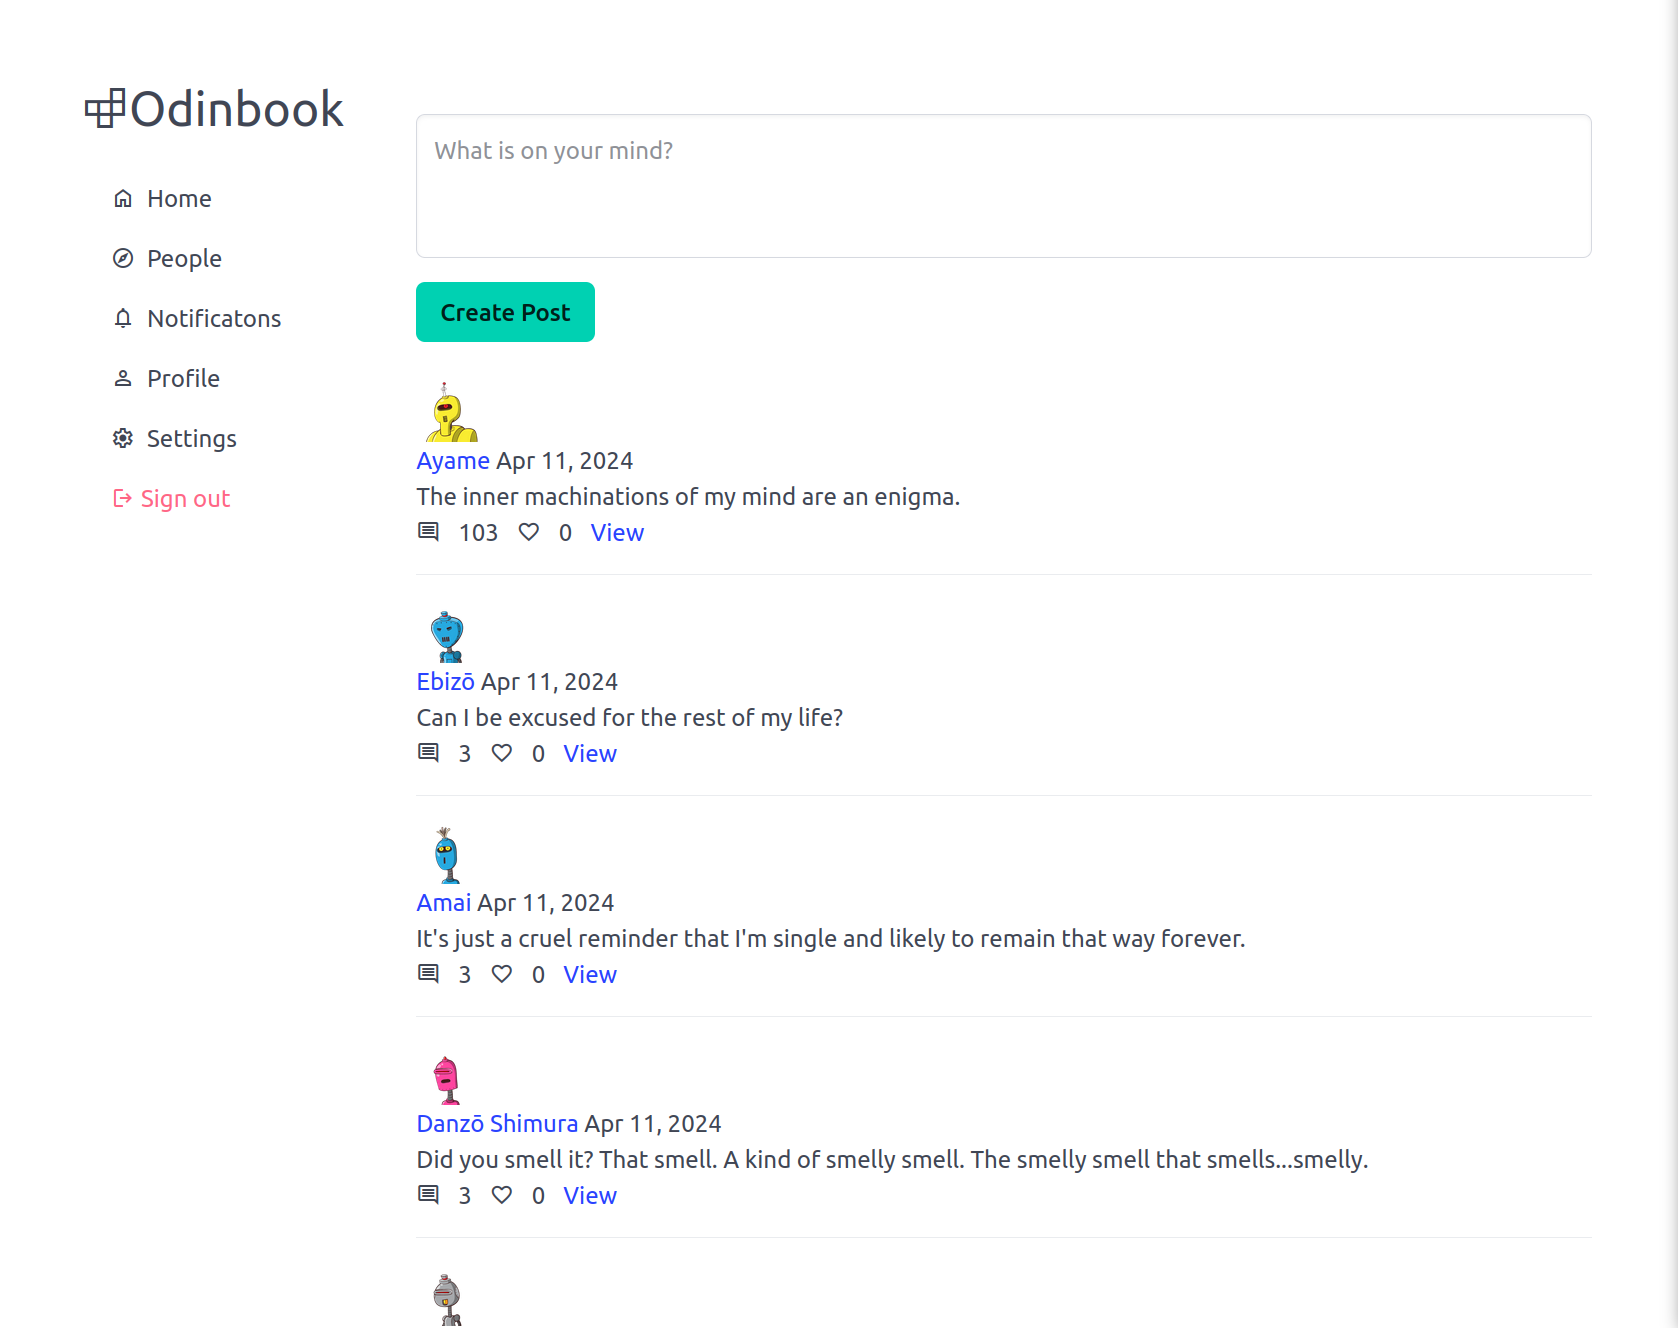 Odinbook
Home
People
Notificatons
Profile
Settings
Sign out
What is on your mind?
Create Post
Ayame Apr 11, 2024
The inner machinations of my mind are an enigma.
103 0 View
Ebizō Apr 11, 2024
Can I be excused for the rest of my life?
3 0 View
Amai Apr 11, 2024
It's just a cruel reminder that I'm single and likely to remain that way forever.
3 0 View
Danzō Shimura Apr 11, 2024
Did you smell it? That smell. A kind of smelly smell. The smelly smell that smells...smelly.
3 0 View